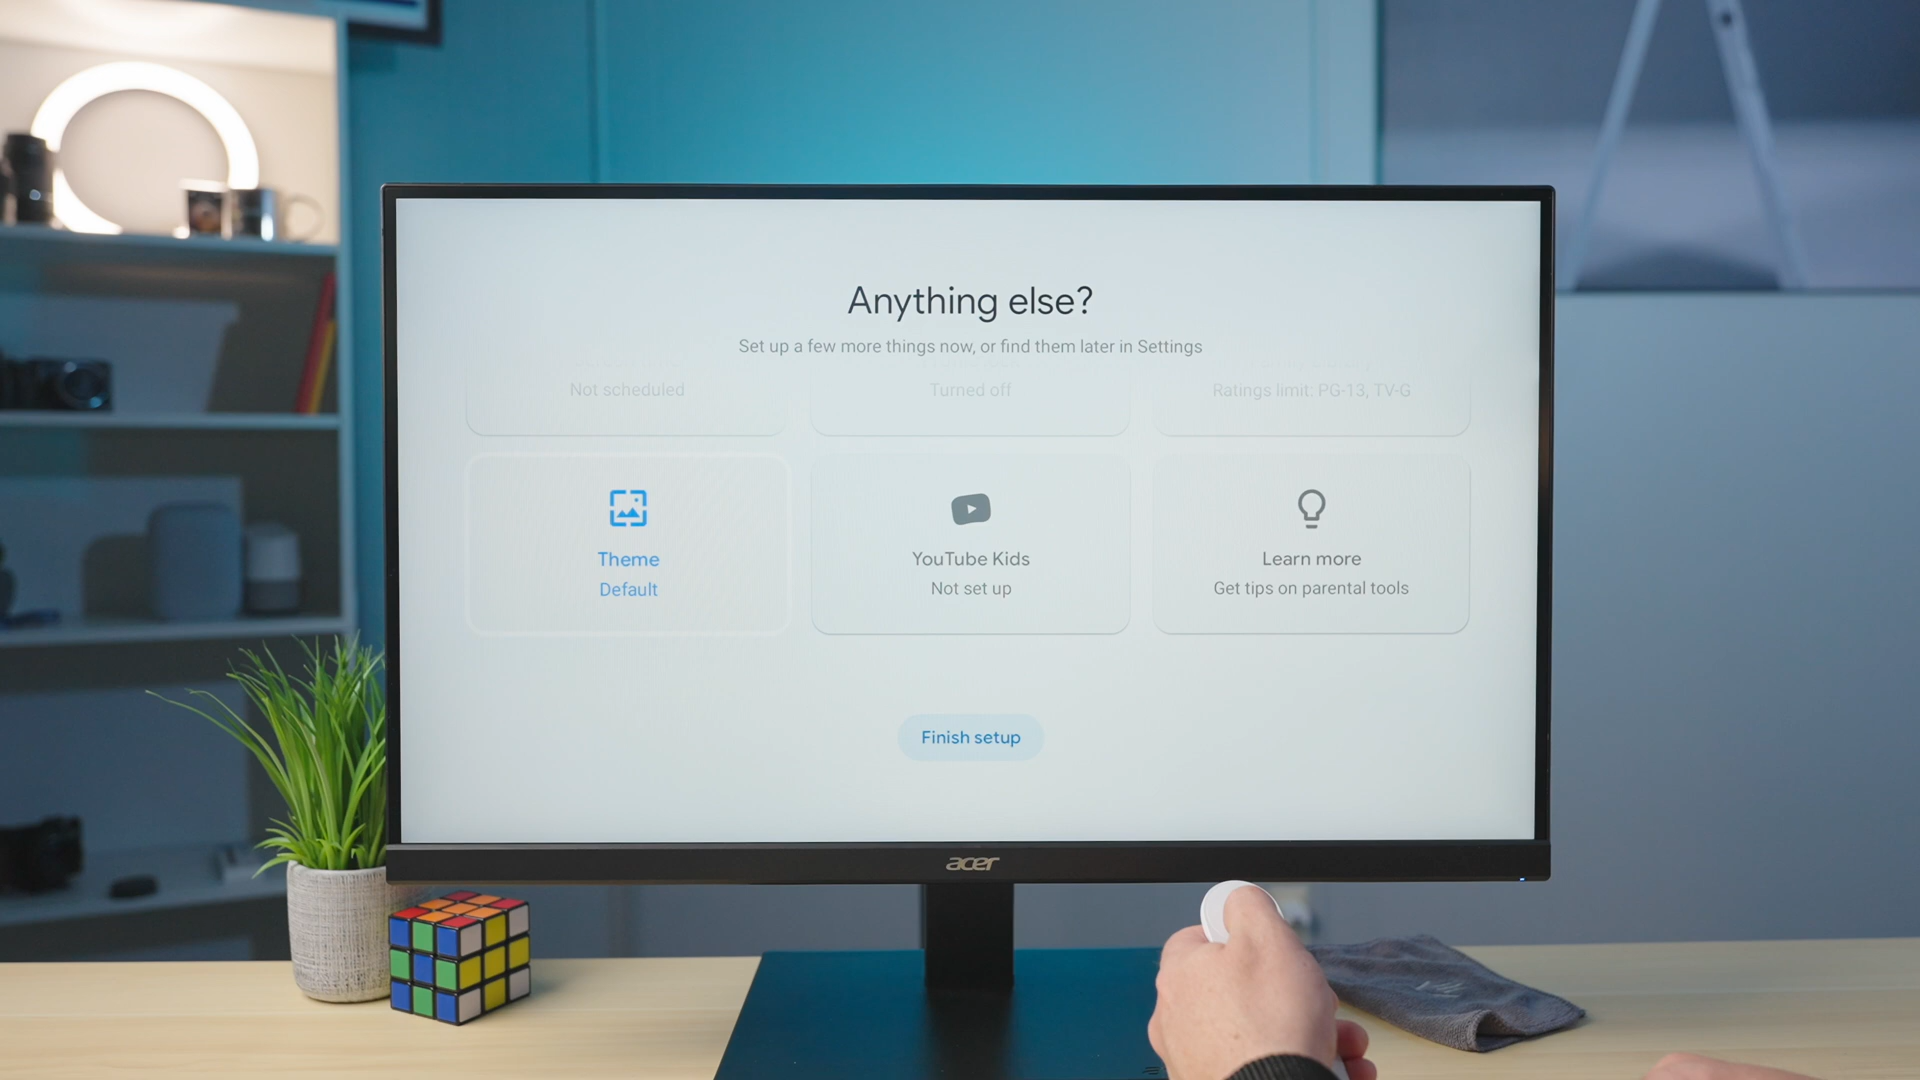 Anything else?
Set up a few more things now, or find them later in Settings
Not scheduled
Turned off
Ratings limit: PG-13, TV-G
Theme
Default
YouTube Kids
Not set up
Learn more
Get tips on parental tools
Finish setup
acer